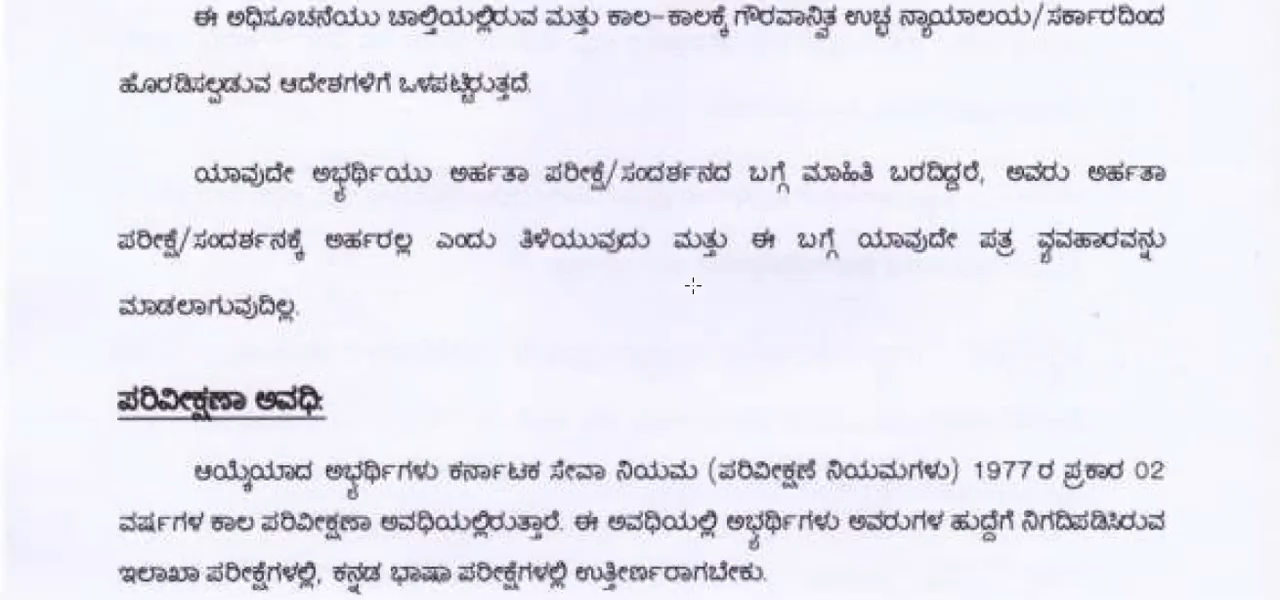 ಈ ಅಧಿಸೂಚನೆಯು ಚಾಲ್ತಿಯಲ್ಲಿರುವ ಮತ್ತು ಕಾಲ-ಕಾಲಕ್ಕೆ ಗೌರವಾನ್ವಿತ ಉಚ್ಛ ನ್ಯಾಯಾಲಯ/ಸರ್ಕಾರದಿಂದ
ಹೊರಡಿಸಲ್ಪಡುವ ಆದೇಶಗಳಿಗೆ ಒಳಪಟ್ಟಿರುತ್ತದೆ.
ಯಾವುದೇ ಅಭ್ಯರ್ಥಿಯು ಅರ್ಹತಾ ಪರೀಕ್ಷೆ/ಸಂದರ್ಶನದ ಬಗ್ಗೆ ಮಾಹಿತಿ ಬರದಿದ್ದರೆ, ಅವರು ಅರ್ಹತಾ
ಪರೀಕ್ಷೆ/ಸಂದರ್ಶನಕ್ಕೆ ಅರ್ಹರಲ್ಲ ಎಂದು ತಿಳಿಯುವುದು ಮತ್ತು ಈ ಬಗ್ಗೆ ಯಾವುದೇ ಪತ್ರ ವ್ಯವಹಾರವನ್ನು
ಮಾಡಲಾಗುವುದಿಲ್ಲ.
ಪರಿವೀಕ್ಷಣಾ ಅವಧಿ:
ಆಯ್ಕೆಯಾದ ಅಭ್ಯರ್ಥಿಗಳು ಕರ್ನಾಟಕ ಸೇವಾ ನಿಯಮ (ಪರಿವೀಕ್ಷಣೆ ನಿಯಮಗಳು) 1977ರ ಪ್ರಕಾರ 02
ವರ್ಷಗಳ ಕಾಲ ಪರಿವೀಕ್ಷಣಾ ಅವಧಿಯಲ್ಲಿರುತ್ತಾರೆ. ಈ ಅವಧಿಯಲ್ಲಿ ಅಭ್ಯರ್ಥಿಗಳು ಅವರುಗಳ ಹುದ್ದೆಗೆ ನಿಗದಿಪಡಿಸಿರುವ
ಇಲಾಖಾ ಪರೀಕ್ಷೆಗಳಲ್ಲಿ, ಕನ್ನಡ ಭಾಷಾ ಪರೀಕ್ಷೆಗಳಲ್ಲಿ ಉತ್ತೀರ್ಣರಾಗಬೇಕು.